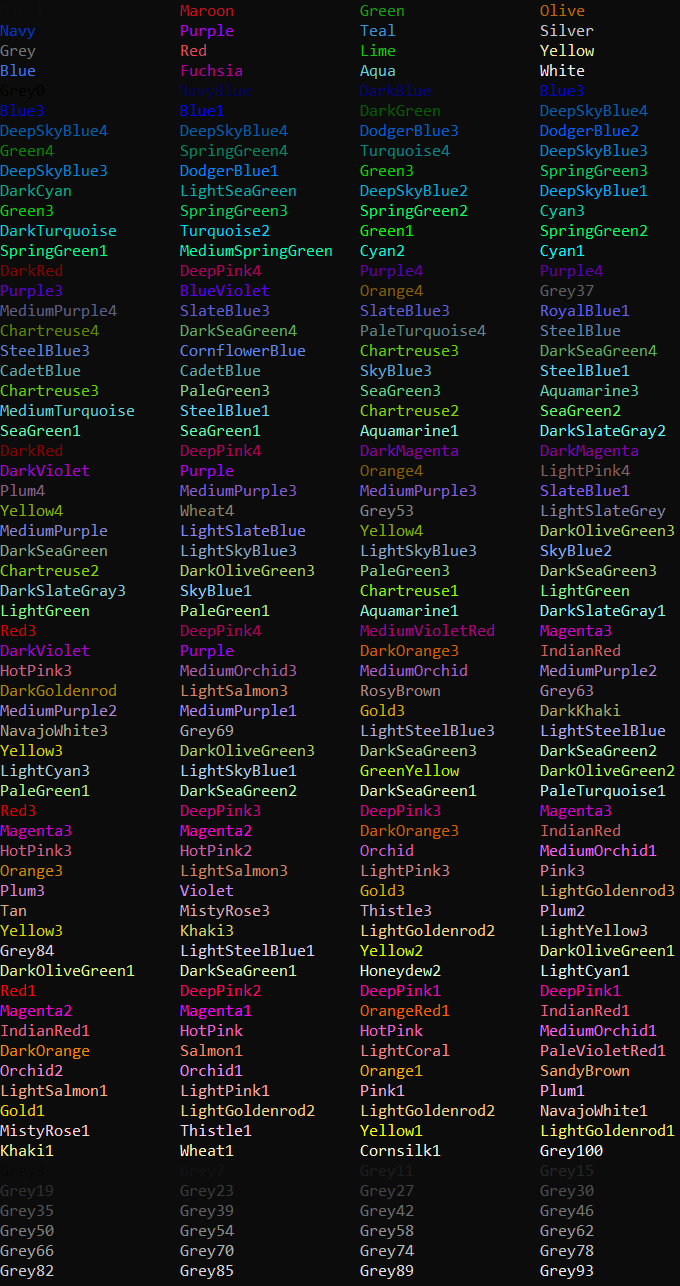 Maroon Green Olive
Navy Purple Teal Silver
Grey Red Lime Yellow
Blue Fuchsia Aqua White
Grey0 NavyBlue DarkBlue Blue3
Blue3 Blue1 DarkGreen DeepSkyBlue4
DeepSkyBlue4 DeepSkyBlue4 DodgerBlue3 DodgerBlue2
Green4 SpringGreen4 Turquoise4 DeepSkyBlue3
DeepSkyBlue3 DodgerBlue1 Green3 SpringGreen3
DarkCyan LightSeaGreen DeepSkyBlue2 DeepSkyBlue1
Green3 SpringGreen3 SpringGreen2 Cyan3
DarkTurquoise Turquoise2 Green1 SpringGreen2
SpringGreen1 MediumSpringGreen Cyan2 Cyan1
DarkRed DeepPink4 Purple4 Purple4
Purple3 BlueViolet Orange4 Grey37
MediumPurple4 SlateBlue3 SlateBlue3 RoyalBlue1
Chartreuse4 DarkSeaGreen4 PaleTurquoise4 SteelBlue
SteelBlue3 CornflowerBlue Chartreuse3 DarkSeaGreen4
CadetBlue CadetBlue SkyBlue3 SteelBlue1
Chartreuse3 PaleGreen3 SeaGreen3 Aquamarine3
MediumTurquoise SteelBlue1 Chartreuse2 SeaGreen2
SeaGreen1 SeaGreen1 Aquamarine1 DarkSlateGray2
DarkRed DeepPink4 DarkMagenta DarkMagenta
DarkViolet Purple Orange4 LightPink4
Plum4 MediumPurple3 MediumPurple3 SlateBlue1
Yellow4 Wheat4 Grey53 LightSlateGrey
MediumPurple LightSlateBlue Yellow4 DarkOliveGreen3
DarkSeaGreen LightSkyBlue3 LightSkyBlue3 SkyBlue2
Chartreuse2 DarkOliveGreen3 PaleGreen3 DarkSeaGreen3
DarkSlateGray3 SkyBlue1 Chartreuse1 LightGreen
LightGreen PaleGreen1 Aquamarine1 DarkSlateGray1
Red3 DeepPink4 MediumVioletRed Magenta3
DarkViolet Purple DarkOrange3 IndianRed
HotPink3 MediumOrchid3 MediumOrchid MediumPurple2
DarkGoldenrod LightSalmon3 RosyBrown Grey63
MediumPurple2 MediumPurple1 Gold3 DarkKhaki
NavajoWhite3 Grey69 LightSteelBlue3 LightSteelBlue
Yellow3 DarkOliveGreen3 DarkSeaGreen3 DarkSeaGreen2
LightCyan3 LightSkyBlue1 GreenYellow DarkOliveGreen2
PaleGreen1 DarkSeaGreen2 DarkSeaGreen1 PaleTurquoise1
Red3 DeepPink3 DeepPink3 Magenta3
Magenta3 Magenta2 DarkOrange3 IndianRed
HotPink3 HotPink2 Orchid MediumOrchid1
Orange3 LightSalmon3 LightPink3 Pink3
Plum3 Violet Gold3 LightGoldenrod3
Tan MistyRose3 Thistle3 Plum2
Yellow3 Khaki3 LightGoldenrod2 LightYellow3
Grey84 LightSteelBlue1 Yellow2 DarkOliveGreen1
DarkOliveGreen1 DarkSeaGreen1 Honeydew2 LightCyan1
Red1 DeepPink2 DeepPink1 DeepPink1
Magenta2 Magenta1 OrangeRed1 IndianRed1
IndianRed1 HotPink HotPink MediumOrchid1
DarkOrange Salmon1 LightCoral PaleVioletRed1
Orchid2 Orchid1 Orange1 SandyBrown
LightSalmon1 LightPink1 Pink1 Plum1
Gold1 LightGoldenrod2 LightGoldenrod2 NavajoWhite1
MistyRose1 Thistle1 Yellow1 LightGoldenrod1
Khaki1 Wheat1 Cornsilk1 Grey100
Grey7 Grey11 Grey15
Grey19 Grey23 Grey27 Grey30
Grey35 Grey39 Grey42 Grey46
Grey50 Grey54 Grey58 Grey62
Grey66 Grey70 Grey74 Grey78
Grey82 Grey85 Grey89 Grey93